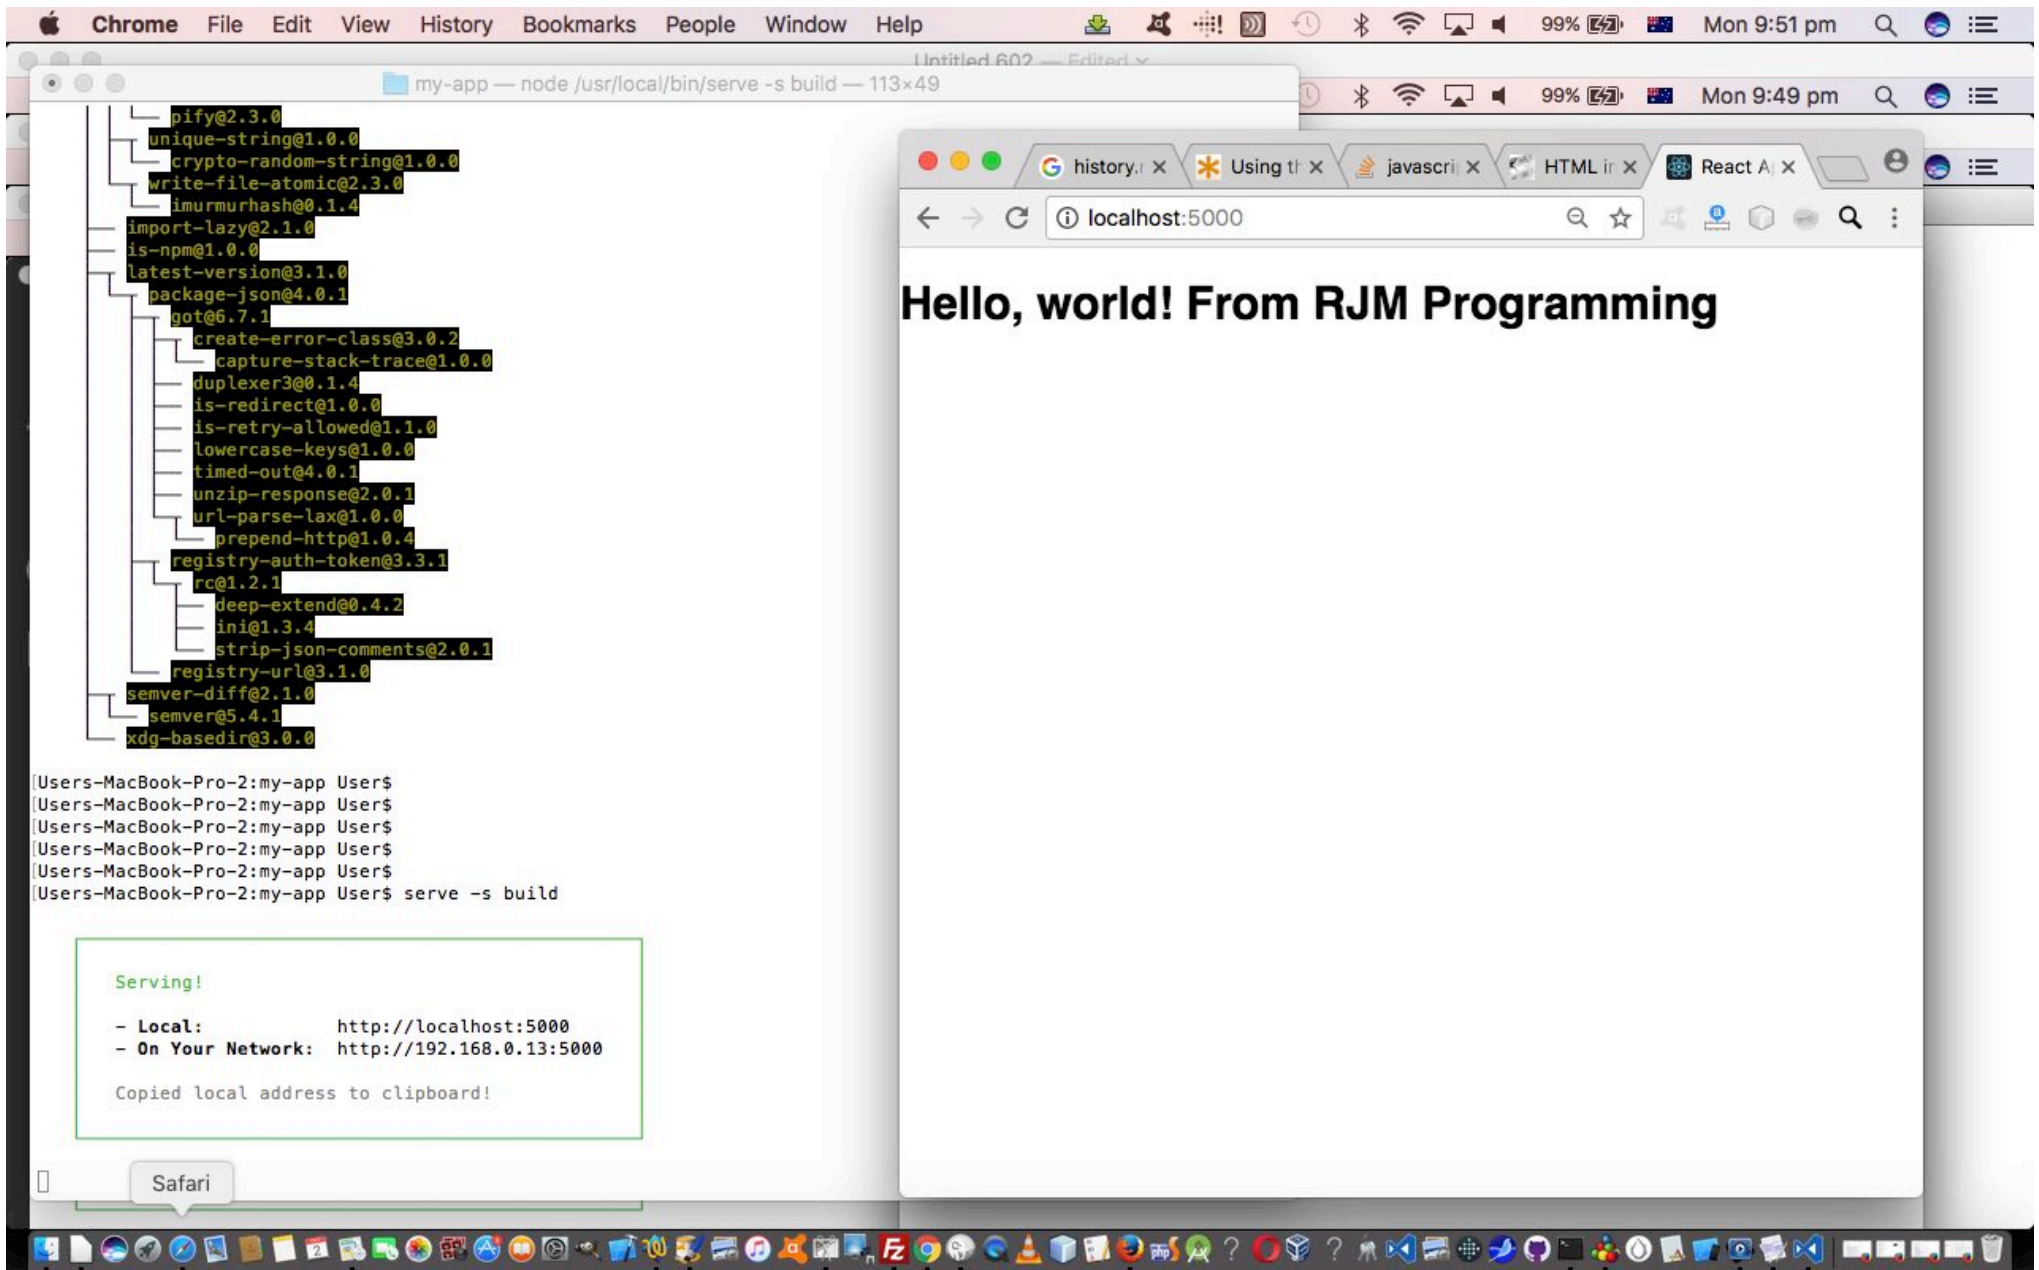 Chrome File Edit View History Bookmarks People Window Help 99% Mon 9:51 pm
Untitled 602 — Edited
my-app — node /usr/local/bin/serve -s build — 113×49
99% Mon 9:49 pm
pify@2.3.0
unique-string@1.0.0
crypto-random-string@1.0.0
write-file-atomic@2.3.0
imurmurhash@0.1.4
import-lazy@2.1.0
is-npm@1.0.0
latest-version@3.1.0
package-json@4.0.1
got@6.7.1
create-error-class@3.0.2
capture-stack-trace@1.0.0
duplexer3@0.1.4
is-redirect@1.0.0
is-retry-allowed@1.1.0
lowercase-keys@1.0.0
timed-out@4.0.1
unzip-response@2.0.1
url-parse-lax@1.0.0
prepend-http@1.0.4
registry-auth-token@3.3.1
rc@1.2.1
deep-extend@0.4.2
ini@1.3.4
strip-json-comments@2.0.1
registry-url@3.1.0
semver-diff@2.1.0
semver@5.4.1
xdg-basedir@3.0.0
[Users-MacBook-Pro-2:my-app User$
[Users-MacBook-Pro-2:my-app User$
[Users-MacBook-Pro-2:my-app User$
[Users-MacBook-Pro-2:my-app User$
[Users-MacBook-Pro-2:my-app User$
[Users-MacBook-Pro-2:my-app User$ serve -s build
Serving!
- Local: http://localhost:5000
- On Your Network: http://192.168.0.13:5000
Copied local address to clipboard!
Safari
history.r Using th javascri HTML in React A
localhost:5000
Hello, world! From RJM Programming